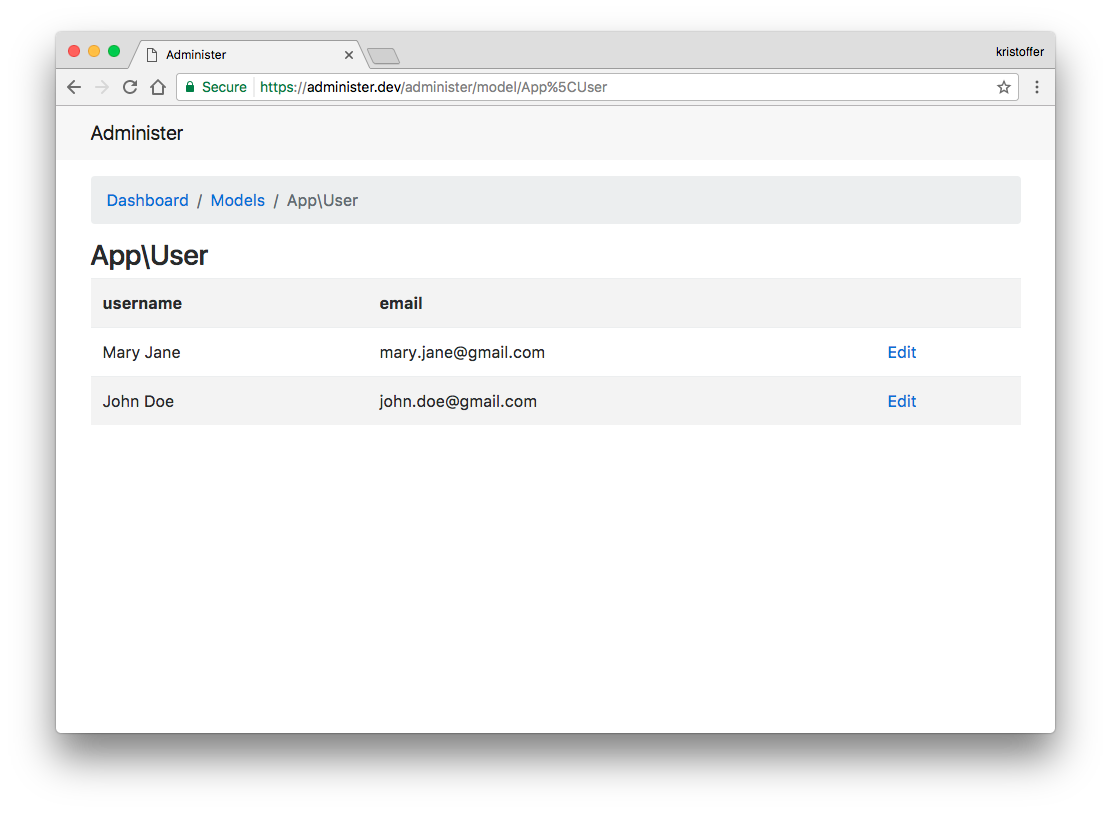 Administer
kristoffer
Secure https://administer.dev/administer/model/App%5CUser
Administer
Dashboard / Models / App\User
App\User
username email
Mary Jane mary.jane@gmail.com Edit
John Doe john.doe@gmail.com Edit